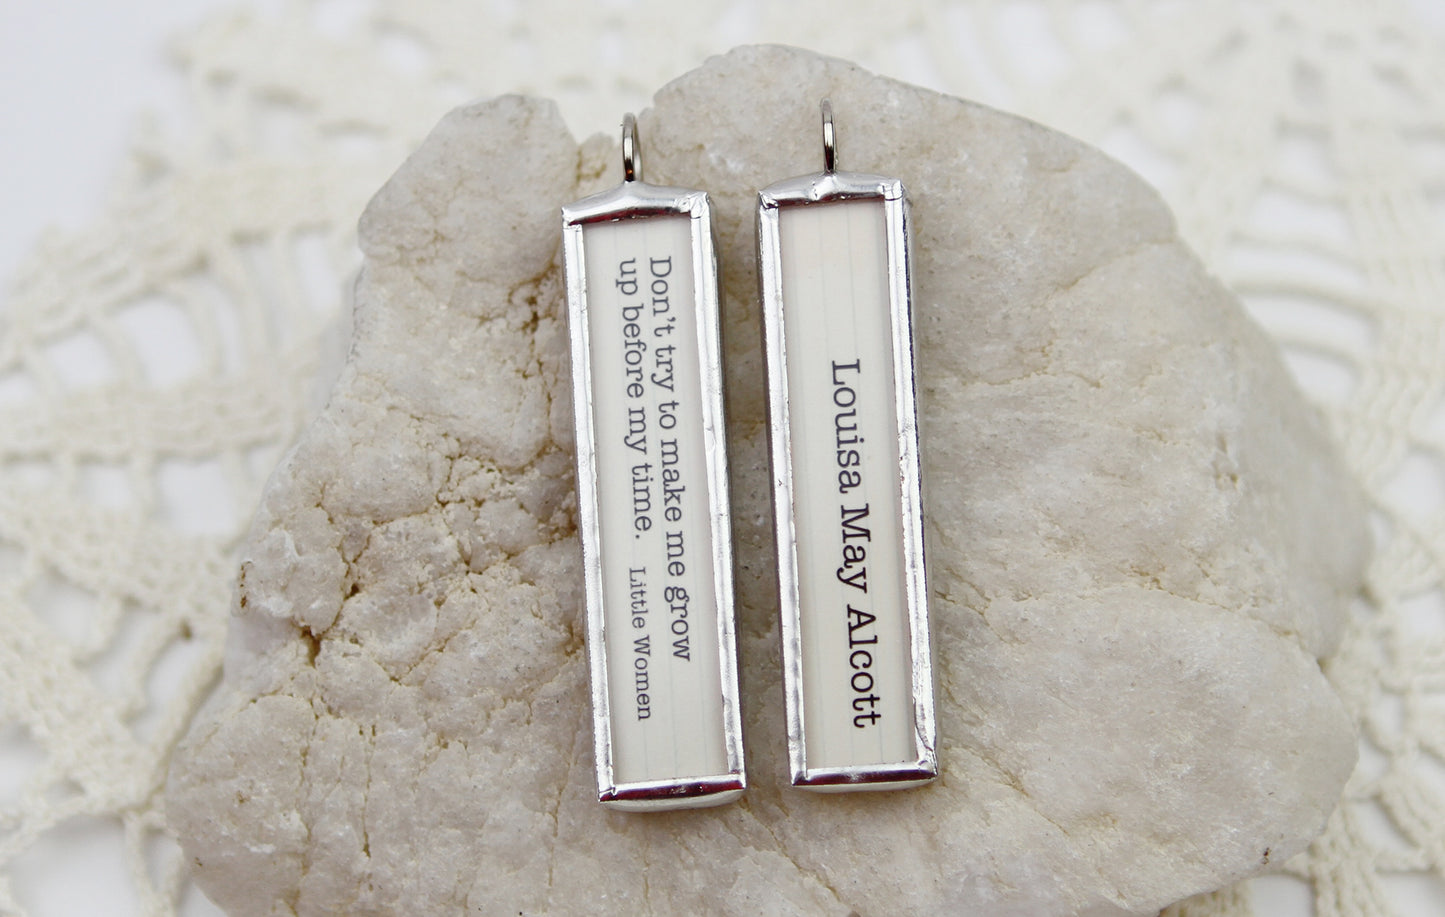 Don't try to make me grow
up before my time. Little Women
Louisa May Alcott